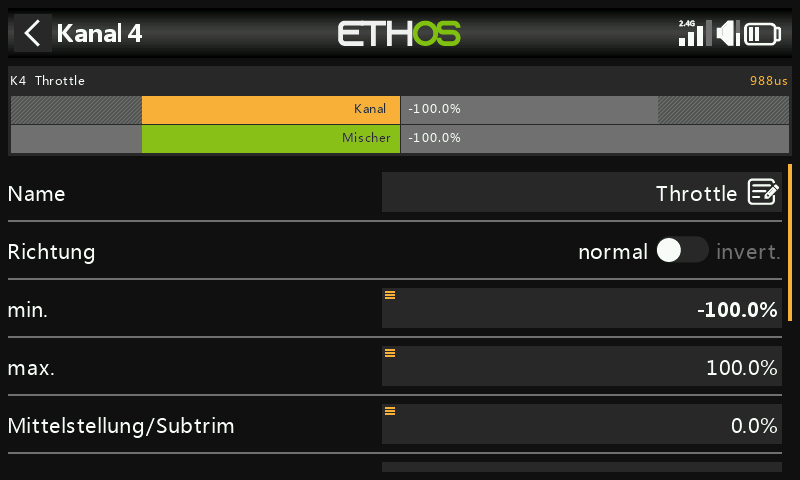 Kanal 4
ETHOS
2.4G
K4 Throttle
988us
Kanal -100.0%
Mischer -100.0%
Name Throttle
Richtung normal invert.
min. -100.0%
max. 100.0%
Mittelstellung/Subtrim 0.0%